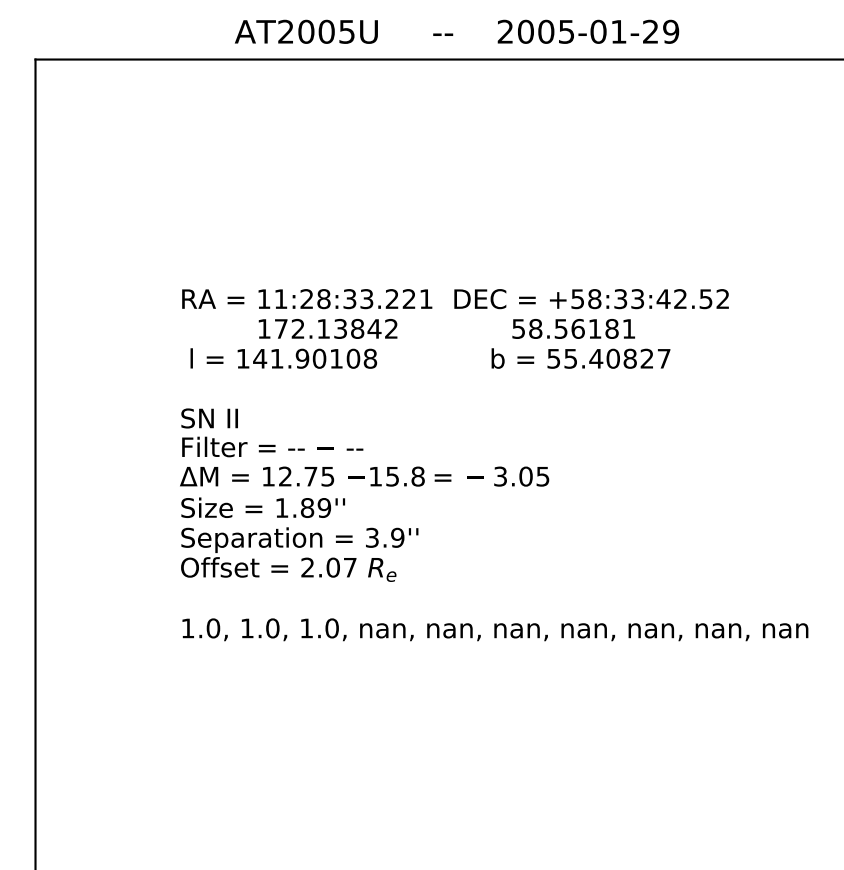 AT2005U -- 2005-01-29
RA = 11:28:33.221 DEC = +58:33:42.52
172.13842 58.56181
l = 141.90108 b = 55.40827
SN II
Filter = -- − --
ΔM = 12.75 −15.8 = − 3.05
Size = 1.89''
Separation = 3.9''
Offset = 2.07 Rₑ
1.0, 1.0, 1.0, nan, nan, nan, nan, nan, nan, nan